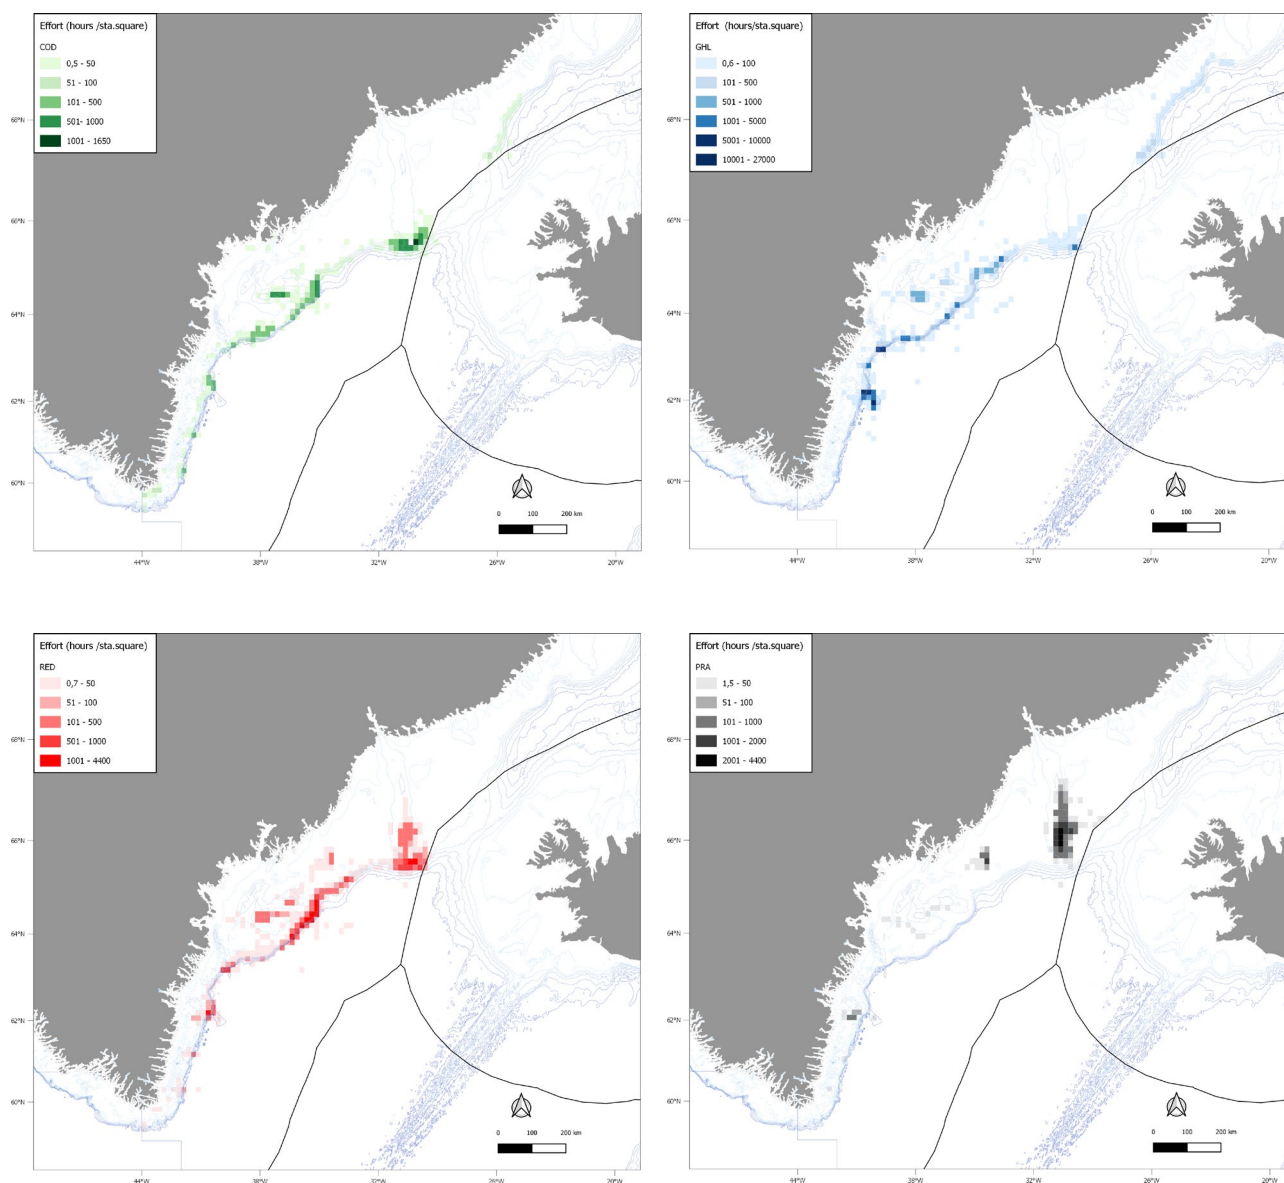 Effort (hours /sta.square)
COD
0,5 - 50
51 - 100
101 - 500
501- 1000
1001 - 1650
68°N
66°N
64°N
62°N
60°N
0 100 200 km
44°W 38°W 32°W 26°W 20°W
Effort (hours/sta.square)
GHL
0,6 - 100
101 - 500
501 - 1000
1001 - 5000
5001 - 10000
10001 - 27000
68°N
66°N
64°N
62°N
60°N
0 100 200 km
44°W 38°W 32°W 26°W 20°W
Effort (hours /sta.square)
RED
0,7 - 50
51 - 100
101 - 500
501 - 1000
1001 - 4400
68°N
66°N
64°N
62°N
60°N
0 100 200 km
44°W 38°W 32°W 26°W 20°W
Effort (hours /sta.square)
PRA
1,5 - 50
51 - 100
101 - 1000
1001 - 2000
2001 - 4400
68°N
66°N
64°N
62°N
60°N
0 100 200 km
44°W 38°W 32°W 26°W 20°W